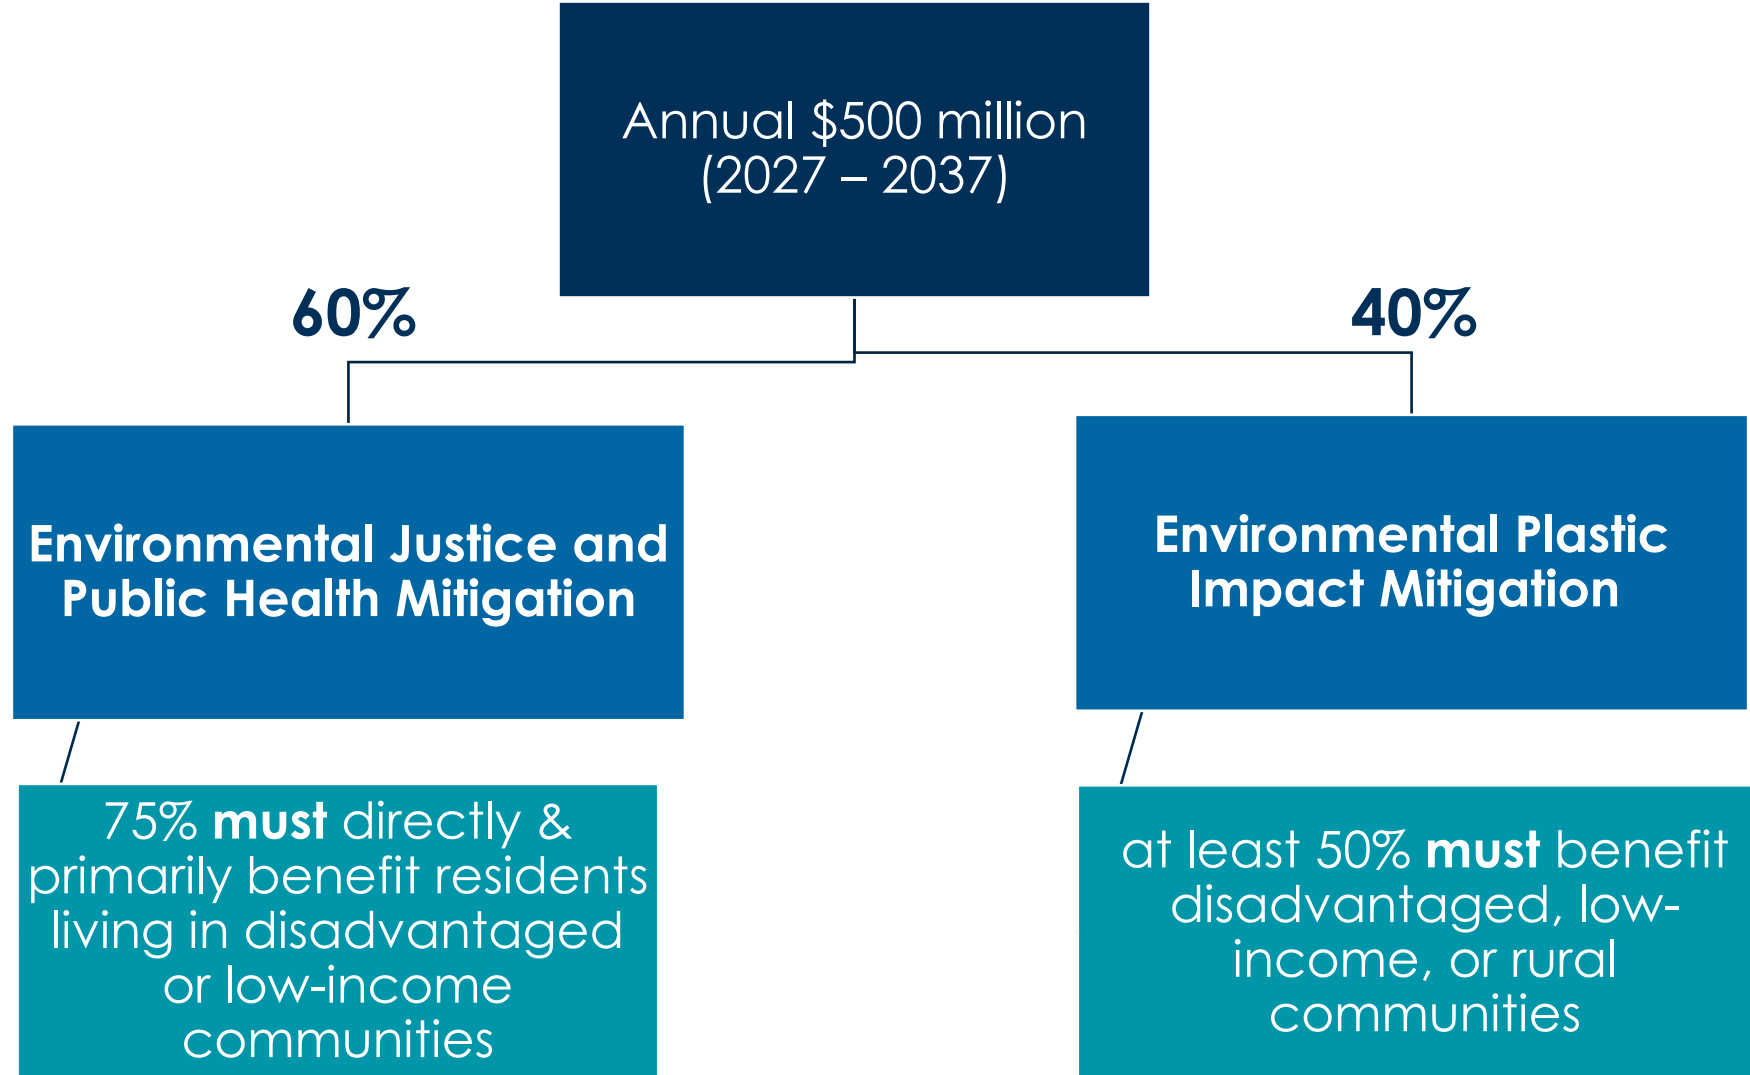 Annual $500 million
(2027 – 2037)
60%
40%
Environmental Justice and
Public Health Mitigation
Environmental Plastic
Impact Mitigation
75% must directly &
primarily benefit residents
living in disadvantaged
or low-income
communities
at least 50% must benefit
disadvantaged, low-
income, or rural
communities